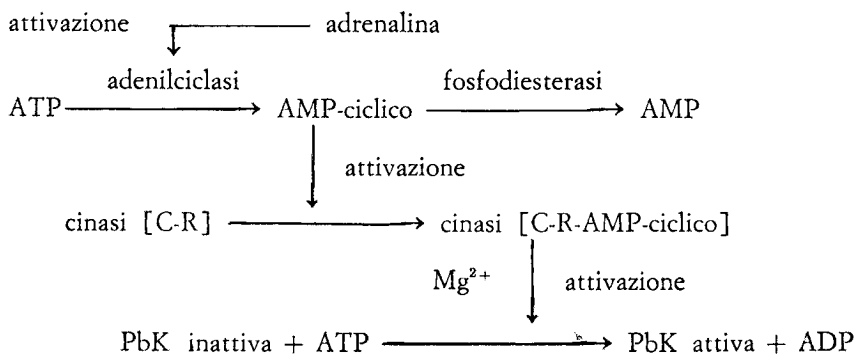 attivazione adrenalina
adenilciclasi fosfodiesterasi
ATP AMP-ciclico AMP
attivazione
cinasi [C-R] cinasi [C-R-AMP-ciclico]
Mg²⁺ attivazione
PbK inattiva + ATP PbK attiva + ADP